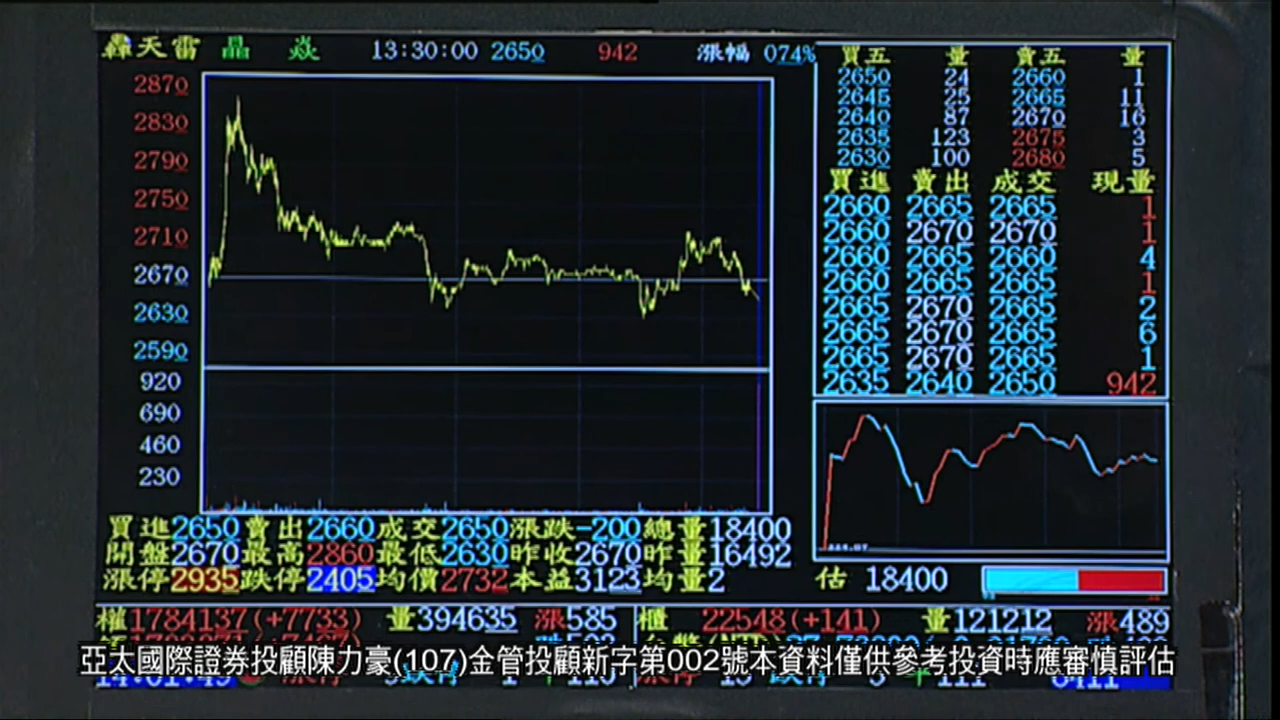 轟天雷 晶 焱 13:30:00 2650 942 漲幅 074%
2870
2830
2790
2750
2710
2670
2630
2590
920
690
460
230
買五 量 賣五 量
2650 24 2660 1
2645 25 2665 11
2640 87 2670 16
2635 123 2675 3
2630 100 2680 5
買進 賣出 成交 現量
2660 2665 2665 1
2660 2670 2670 1
2660 2665 2660 4
2660 2665 2665 1
2665 2670 2665 2
2665 2670 2665 6
2665 2670 2665 1
2635 2640 2650 942
買進2650賣出2660成交2650漲跌-200總量18400
開盤2670最高2860最低2630昨收2670昨量16492
漲停2935跌停2405均價2732本益3123均量2
估 18400
權1784137(+7733) 量394635 漲585 櫃 22548(+141) 量121212 漲489
亞太國際證券投顧陳力豪(107)金管投顧新字第002號本資料僅供參考投資時應審慎評估